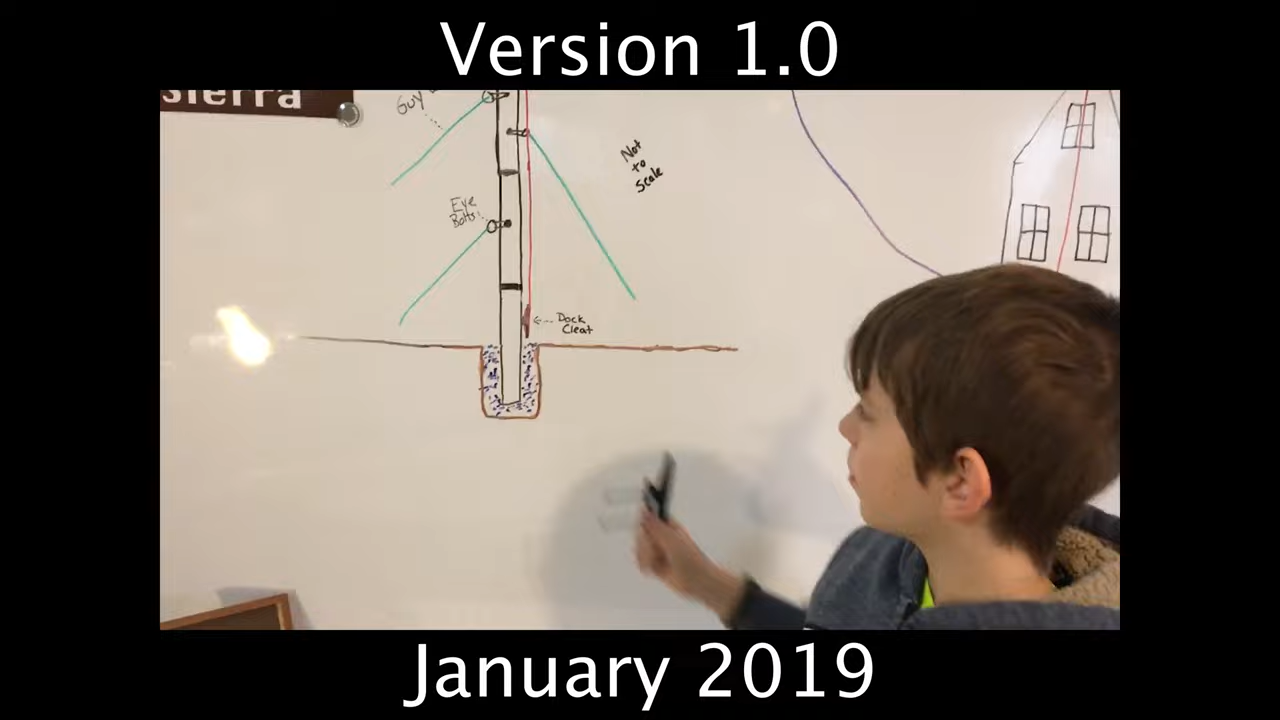 Version 1.0
Sierra
Guy
Not
to
Scale
Eye
Bolts
Dock
Cleat
January 2019